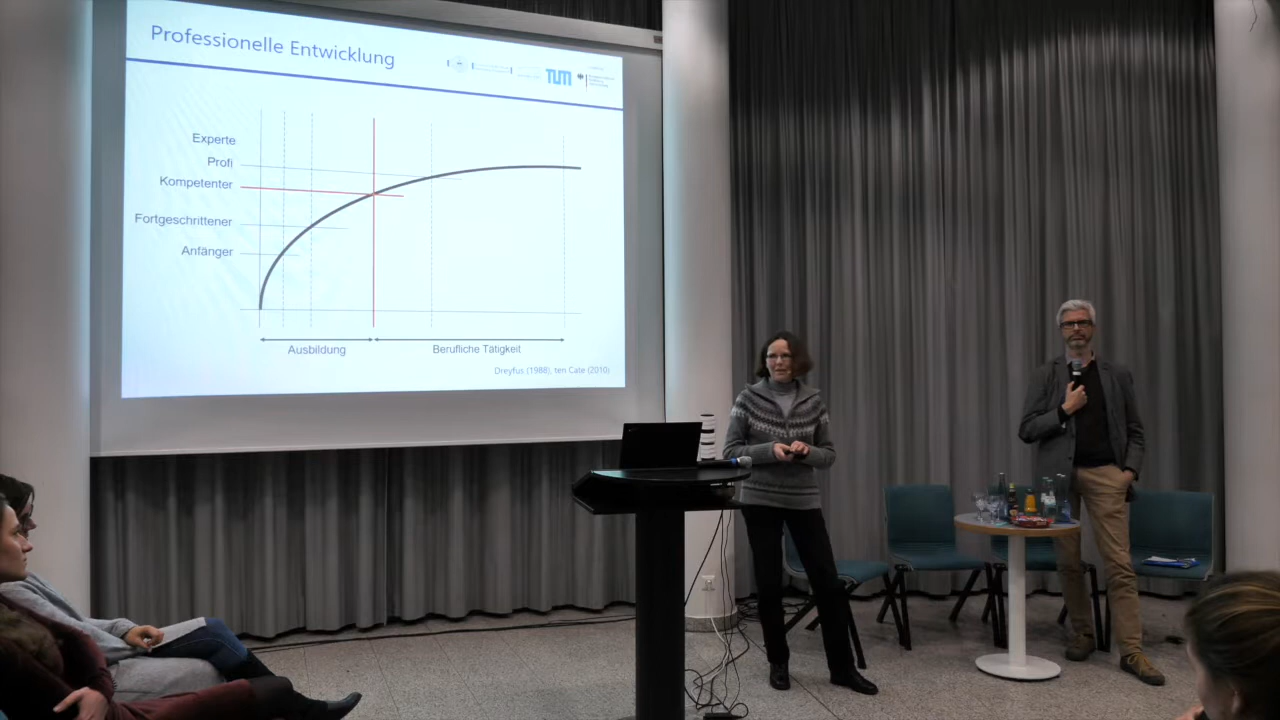 Professionelle Entwicklung
TUM
Experte
Profi
Kompetenter
Fortgeschrittener
Anfänger
Ausbildung
Berufliche Tätigkeit
Dreyfus (1988), ten Cate (2010)